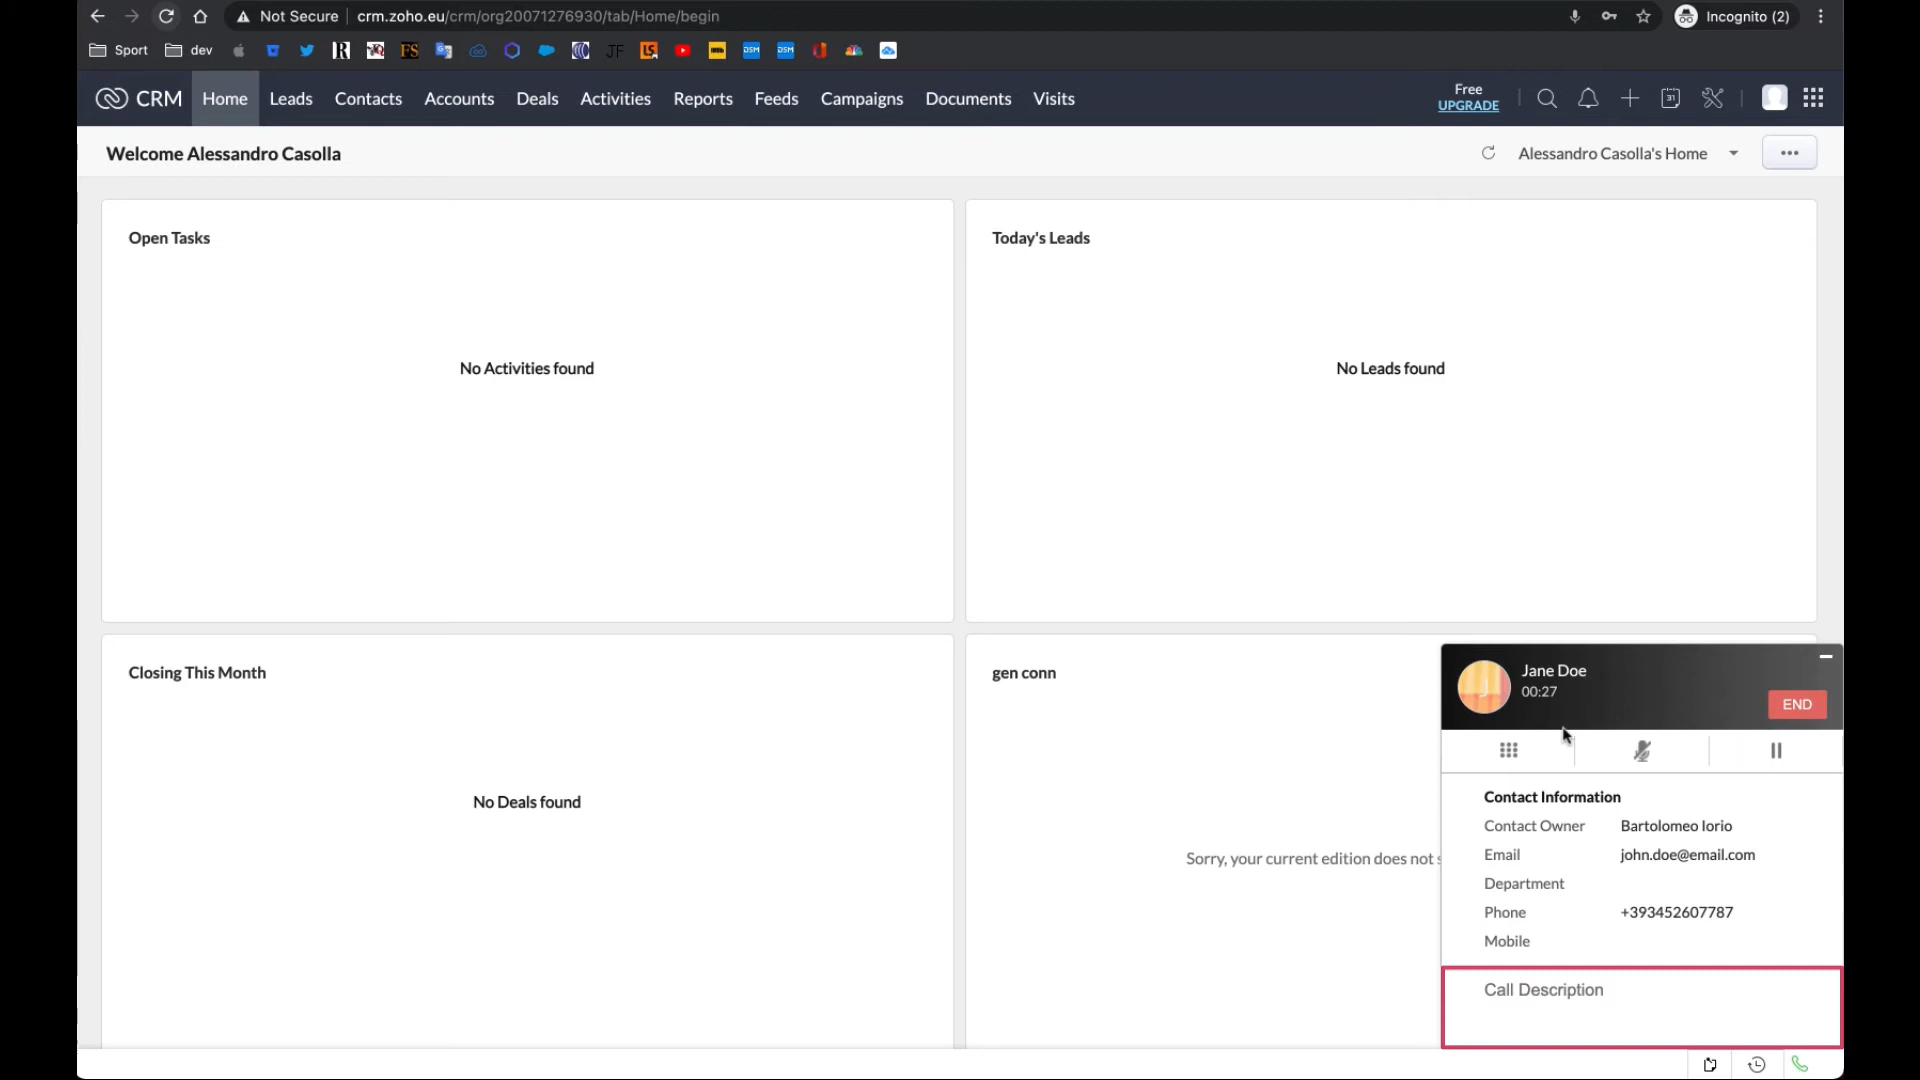 Not Secure crm.zoho.eu/crm/org20071276930/tab/Home/begin Incognito (2)
Sport dev
CRM Home Leads Contacts Accounts Deals Activities Reports Feeds Campaigns Documents Visits Free
UPGRADE
Welcome Alessandro Casolla Alessandro Casolla's Home
Open Tasks
No Activities found
Today's Leads
No Leads found
Closing This Month
No Deals found
gen conn
Sorry, your current edition does not
Jane Doe
00:27
END
Contact Information
Contact Owner Bartolomeo Iorio
Email john.doe@email.com
Department
Phone +393452607787
Mobile
Call Description